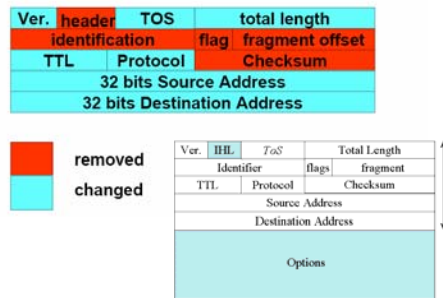 Ver. header TOS total length
identification flag fragment offset
TTL Protocol Checksum
32 bits Source Address
32 bits Destination Address
removed
changed
Ver. IHL ToS Total Length
Identifier flags fragment
TTL Protocol Checksum
Source Address
Destination Address
Options